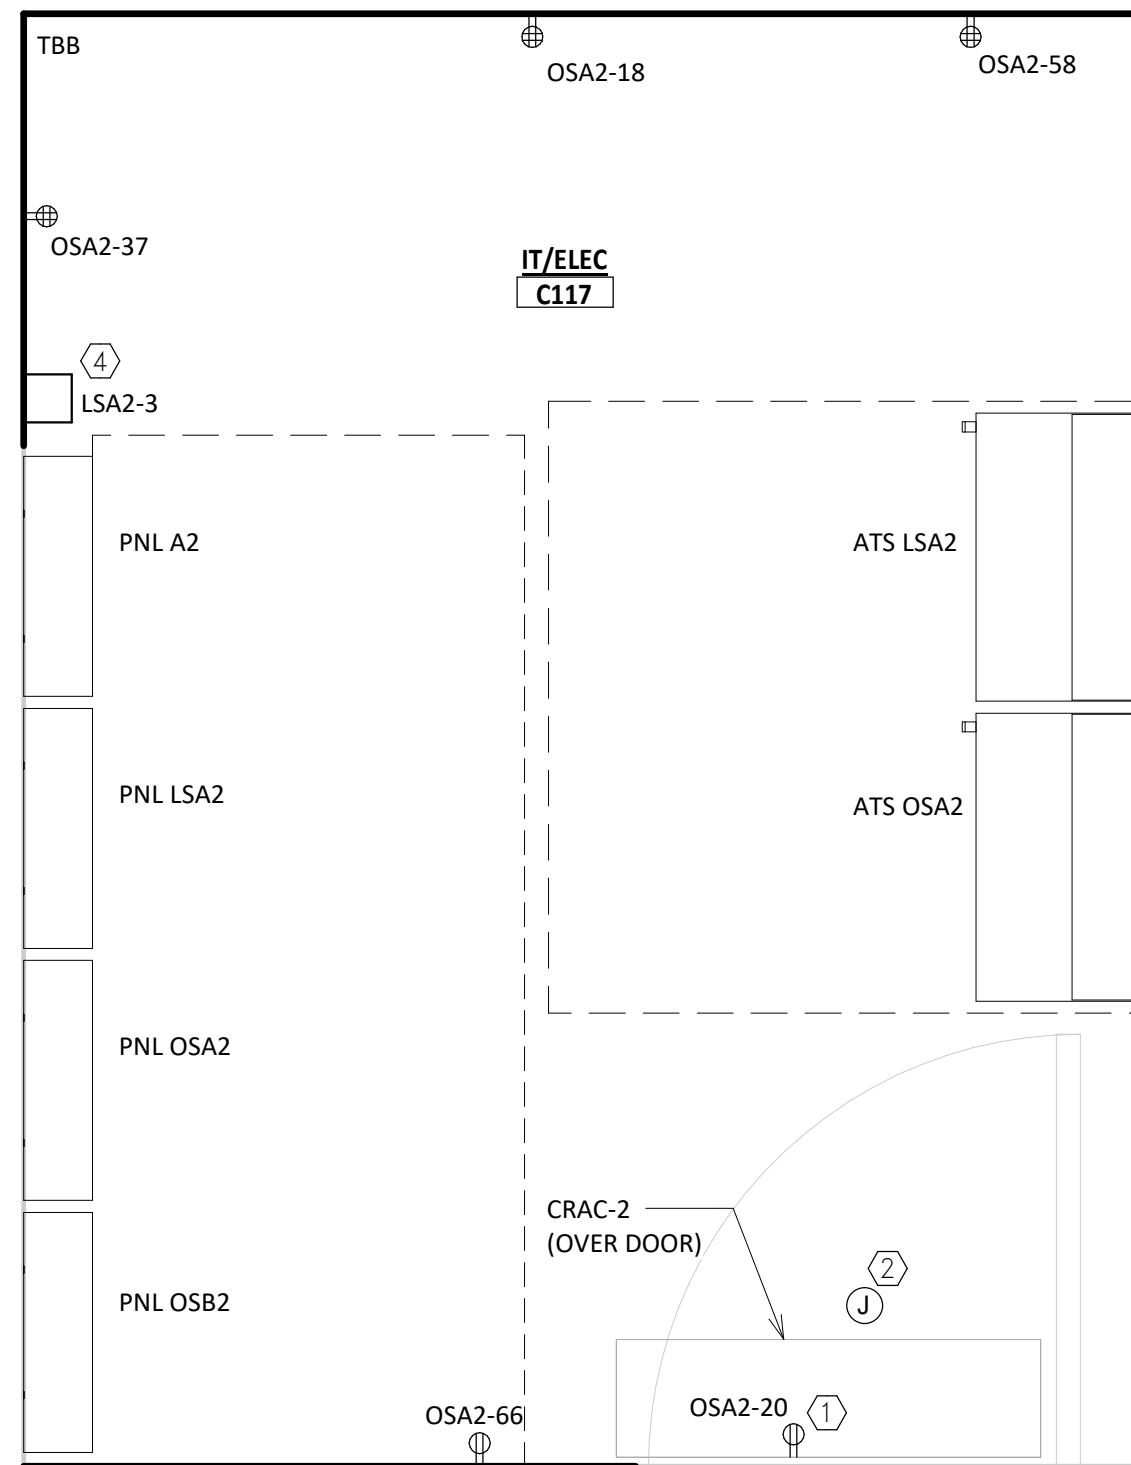 TBB
OSA2-18
OSA2-58
OSA2-37
IT/ELEC
C117
4
LSA2-3
PNL A2
ATS LSA2
PNL LSA2
ATS OSA2
PNL OSA2
CRAC-2
(OVER DOOR)
2
J
PNL OSB2
OSA2-66
OSA2-20
1